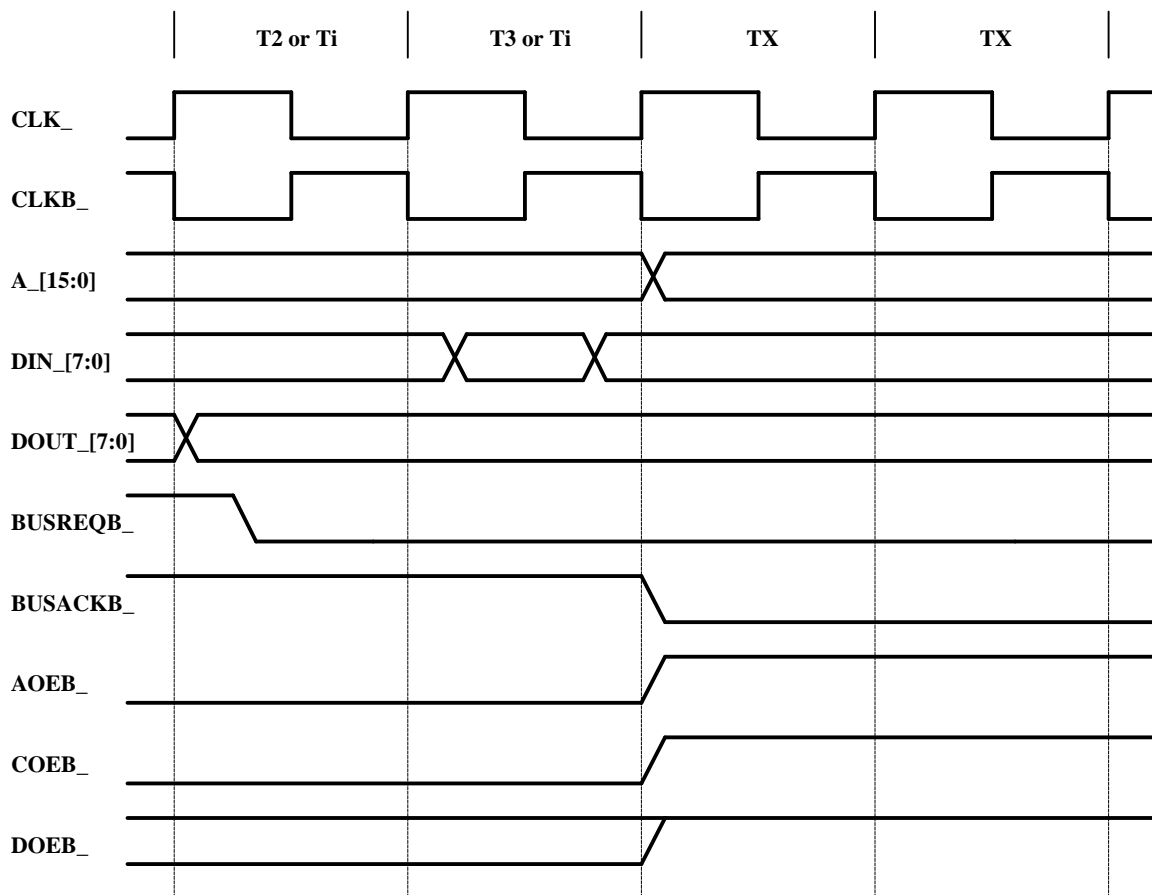 T2 or Ti T3 or Ti TX TX
CLK_
CLKB_
A_[15:0]
DIN_[7:0]
DOUT_[7:0]
BUSREQB_
BUSACKB_
AOEB_
COEB_
DOEB_